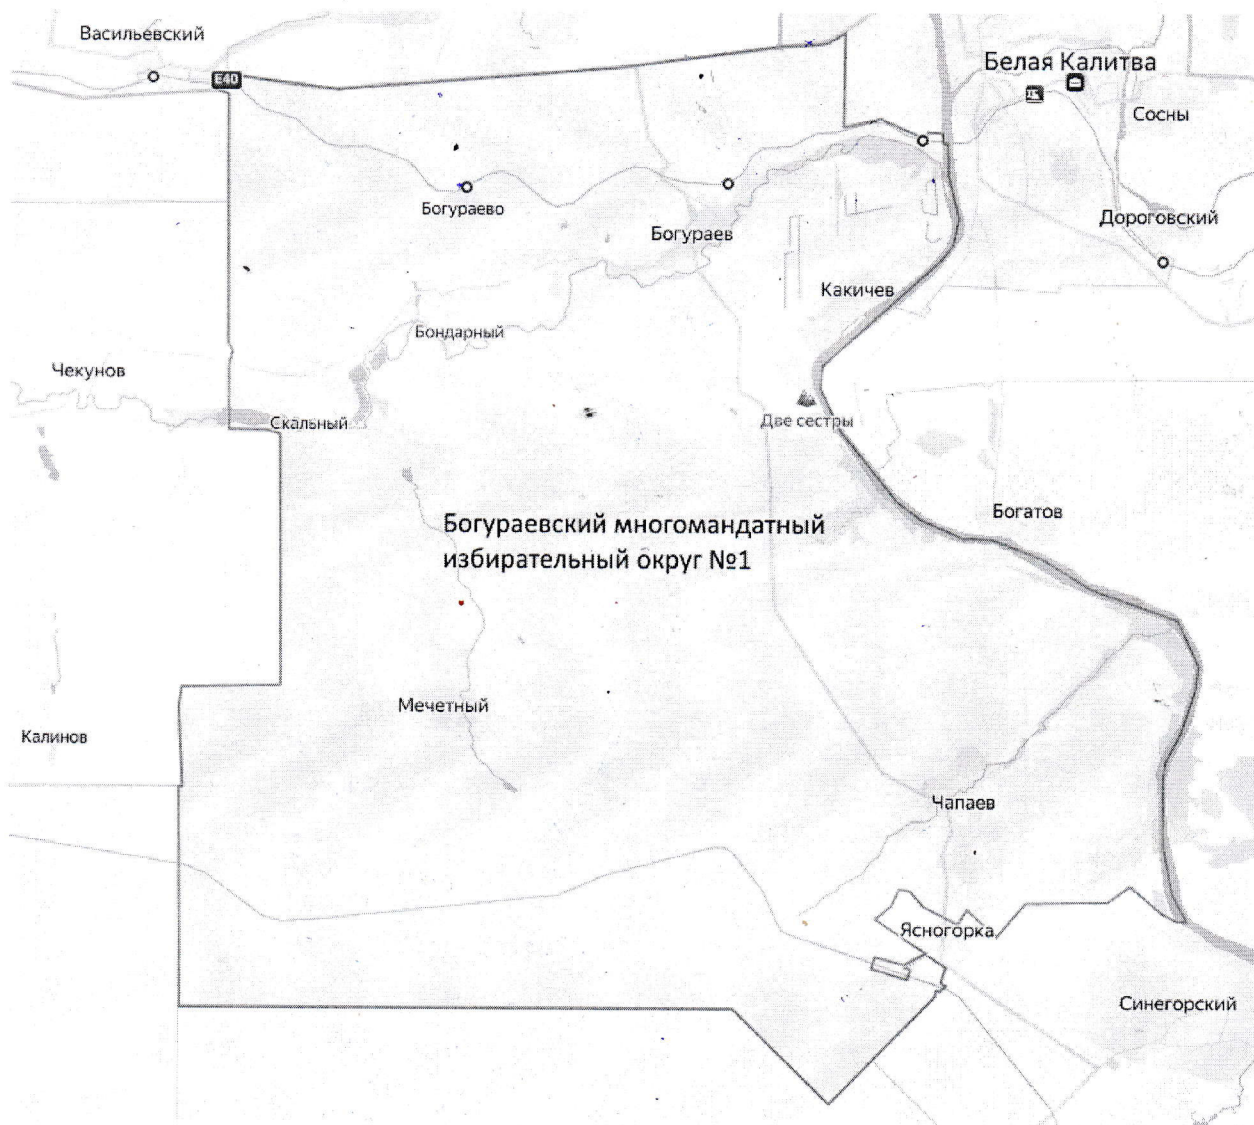 Васильевский
E40
Белая Калитва
Сосны
Богураево
Богураев
Дороговский
Какичев
Бондарный
Чекунов
Скальный
Две сестры
Богатов
Богураевский многомандатный
избирательный округ №1
Мечетный
Калинов
Чапаев
Ясногорка
Синегорский